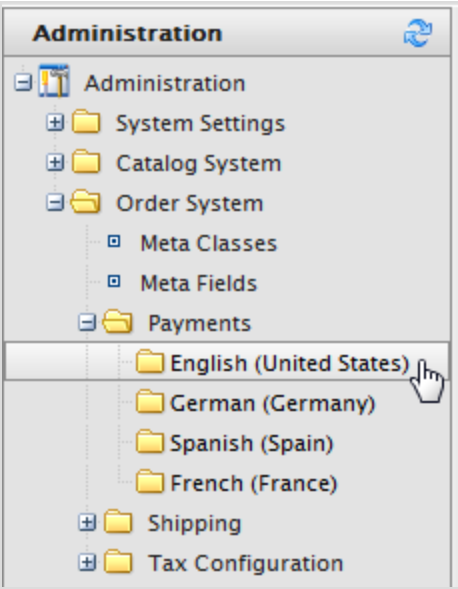 Administration
Administration
System Settings
Catalog System
Order System
Meta Classes
Meta Fields
Payments
English (United States)
German (Germany)
Spanish (Spain)
French (France)
Shipping
Tax Configuration